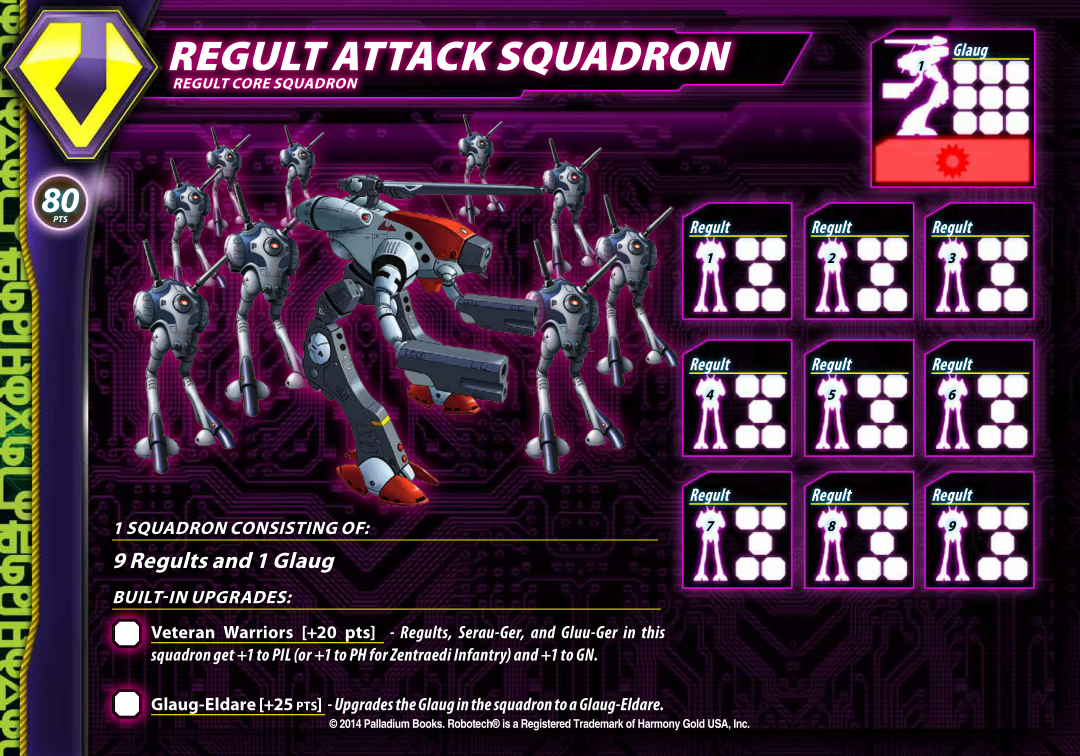 REGULT ATTACK SQUADRON
REGULT CORE SQUADRON
80
PTS
Glaug
1
Regult
1
Regult
2
Regult
3
Regult
4
Regult
5
Regult
6
Regult
7
Regult
8
Regult
9
1 SQUADRON CONSISTING OF:
9 Regults and 1 Glaug
BUILT-IN UPGRADES:
Veteran Warriors [+20 pts] - Regults, Serau-Ger, and Gluu-Ger in this
squadron get +1 to PIL (or +1 to PH for Zentraedi Infantry) and +1 to GN.
Glaug-Eldare [+25 PTS] - Upgrades the Glaug in the squadron to a Glaug-Eldare.
© 2014 Palladium Books. Robotech® is a Registered Trademark of Harmony Gold USA, Inc.